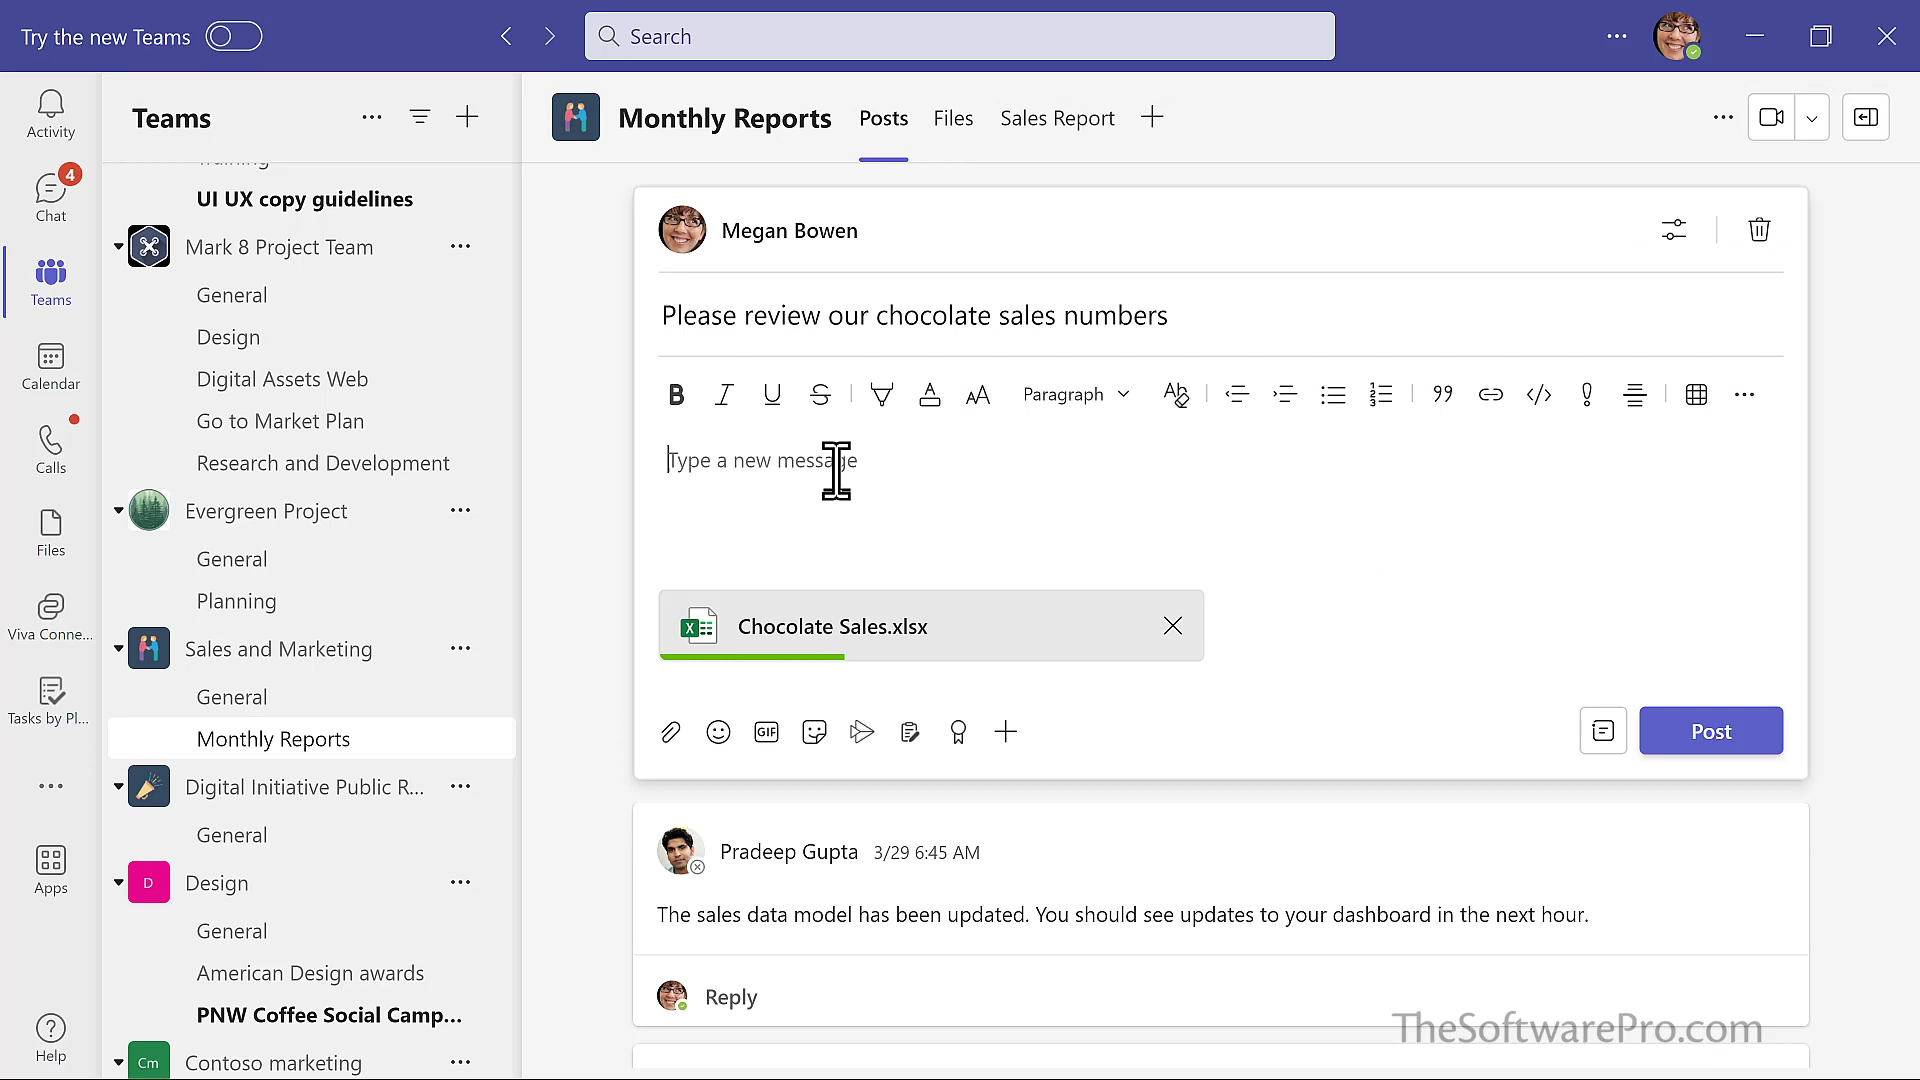 Try the new Teams
Search
Activity
4
Chat
Teams
Calendar
Calls
Files
Viva Conne...
Tasks by Pl...
Apps
Help
Teams
Training
UI UX copy guidelines
Mark 8 Project Team
General
Design
Digital Assets Web
Go to Market Plan
Research and Development
Evergreen Project
General
Planning
Sales and Marketing
General
Monthly Reports
Digital Initiative Public R...
General
D
Design
General
American Design awards
PNW Coffee Social Camp...
Cm
Contoso marketing
Monthly Reports Posts Files Sales Report
Megan Bowen
Please review our chocolate sales numbers
Paragraph
Type a new message
Chocolate Sales.xlsx
GIF
Post
Pradeep Gupta 3/29 6:45 AM
The sales data model has been updated. You should see updates to your dashboard in the next hour.
Reply
TheSoftwarePro.com